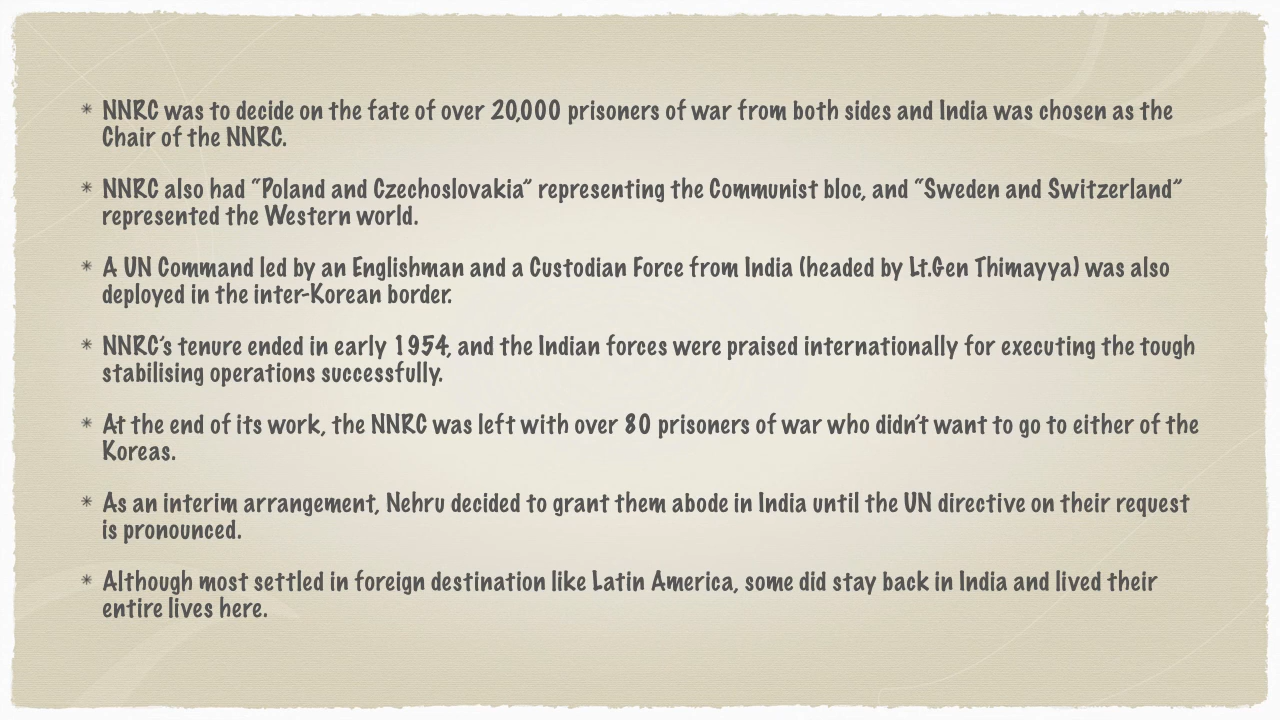 * NNRC was to decide on the fate of over 20,000 prisoners of war from both sides and India was chosen as the
Chair of the NNRC.
* NNRC also had “Poland and Czechoslovakia” representing the Communist bloc, and “Sweden and Switzerland”
represented the Western world.
* A UN Command led by an Englishman and a Custodian Force from India (headed by Lt.Gen Thimayya) was also
deployed in the inter-Korean border.
* NNRC’s tenure ended in early 1954, and the Indian forces were praised internationally for executing the tough
stabilising operations successfully.
* At the end of its work, the NNRC was left with over 80 prisoners of war who didn’t want to go to either of the
Koreas.
* As an interim arrangement, Nehru decided to grant them abode in India until the UN directive on their request
is pronounced.
* Although most settled in foreign destination like Latin America, some did stay back in India and lived their
entire lives here.